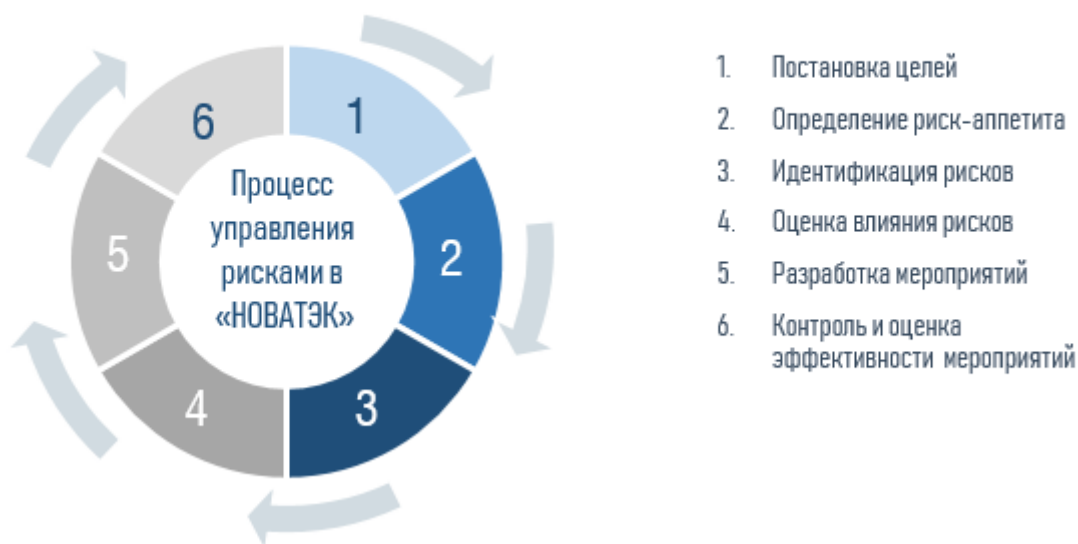 1
2
3
4
5
6
Процесс
управления
рисками в
«НОВАТЭК»
1. Постановка целей
2. Определение риск-аппетита
3. Идентификация рисков
4. Оценка влияния рисков
5. Разработка мероприятий
6. Контроль и оценка
эффективности мероприятий